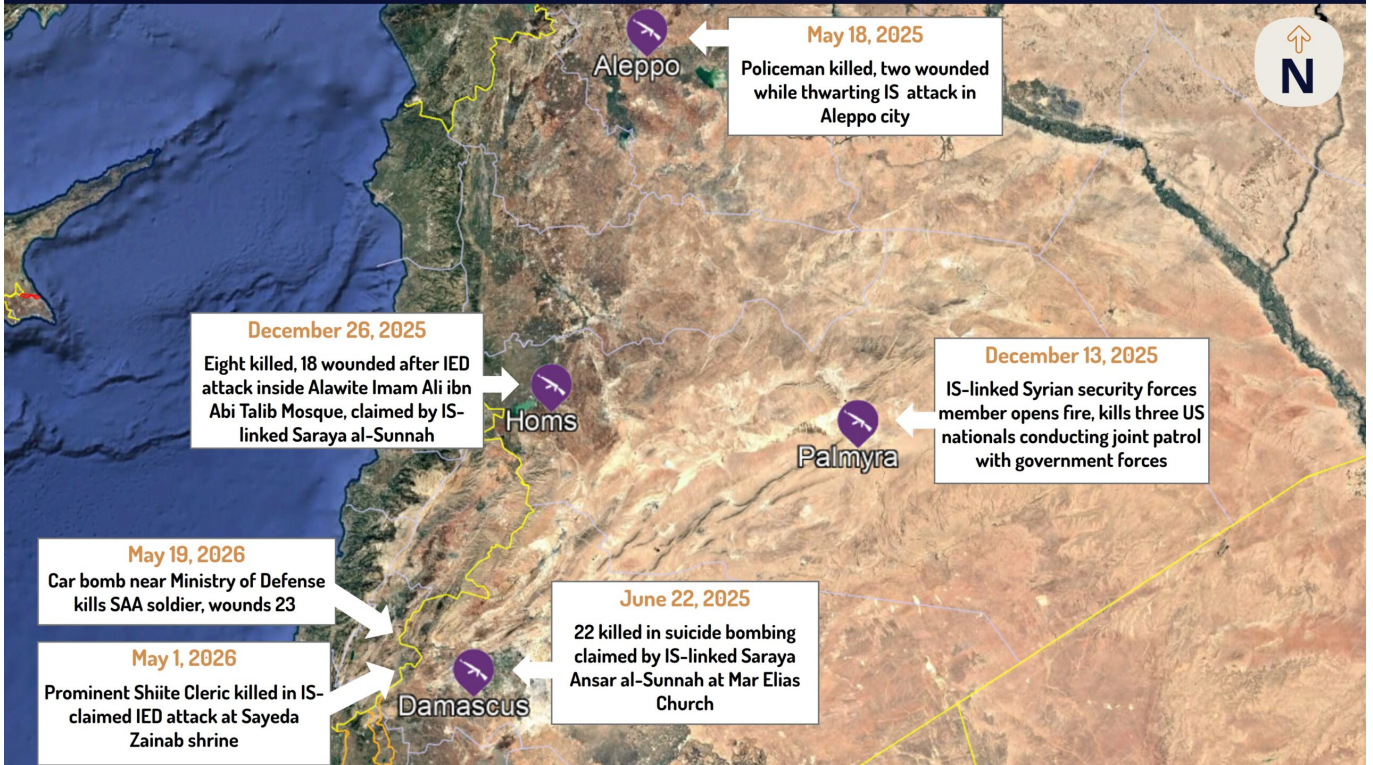 Aleppo
May 18, 2025
Policeman killed, two wounded
while thwarting IS attack in
Aleppo city
N
December 26, 2025
Eight killed, 18 wounded after IED
attack inside Alawite Imam Ali ibn
Abi Talib Mosque, claimed by IS-
linked Saraya al-Sunnah
Homs
Palmyra
December 13, 2025
IS-linked Syrian security forces
member opens fire, kills three US
nationals conducting joint patrol
with government forces
May 19, 2026
Car bomb near Ministry of Defense
kills SAA soldier, wounds 23
May 1, 2026
Prominent Shiite Cleric killed in IS-
claimed IED attack at Sayeda
Zainab shrine
Damascus
June 22, 2025
22 killed in suicide bombing
claimed by IS-linked Saraya
Ansar al-Sunnah at Mar Elias
Church